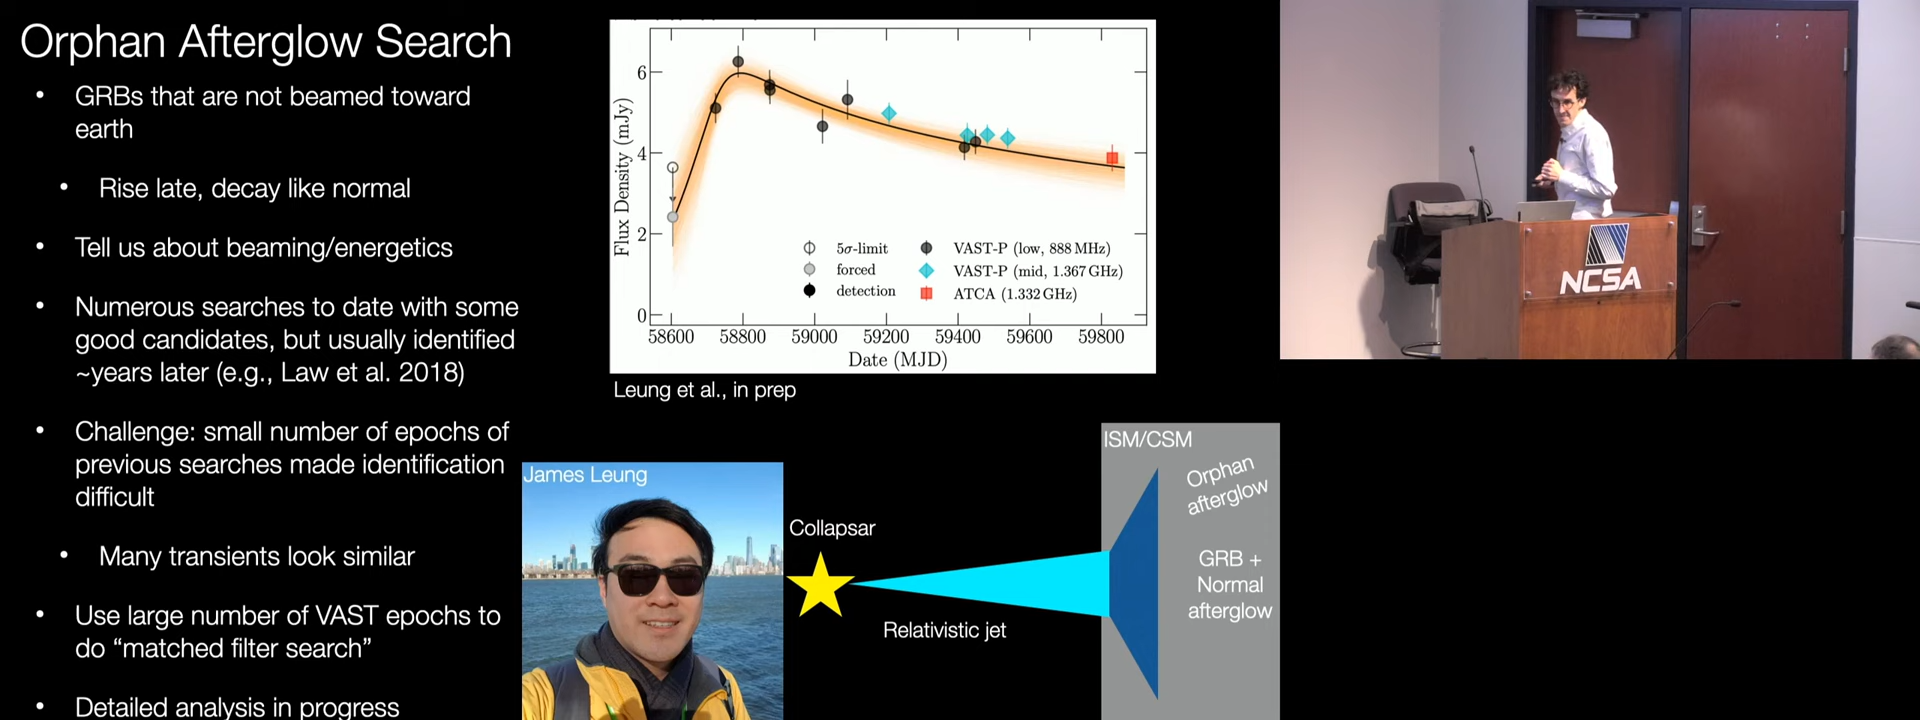 Orphan Afterglow Search
• GRBs that are not beamed toward
earth
• Rise late, decay like normal
• Tell us about beaming/energetics
• Numerous searches to date with some
good candidates, but usually identified
~years later (e.g., Law et al. 2018)
• Challenge: small number of epochs of
previous searches made identification
difficult
• Many transients look similar
• Use large number of VAST epochs to
do “matched filter search”
• Detailed analysis in progress
Flux Density (mJy)
6
4
2
0
5σ-limit
forced
detection
VAST-P (low, 888 MHz)
VAST-P (mid, 1.367 GHz)
ATCA (1.332 GHz)
58600 58800 59000 59200 59400 59600 59800
Date (MJD)
Leung et al., in prep
James Leung
Collapsar
Relativistic jet
ISM/CSM
Orphan
afterglow
GRB +
Normal
afterglow
NCSA